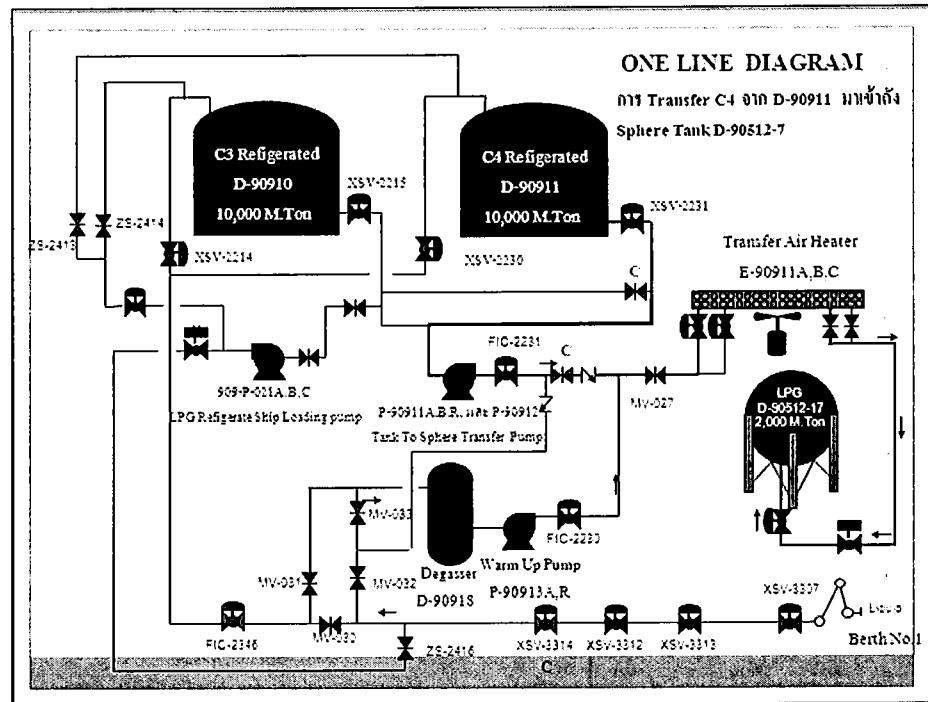 ONE LINE DIAGRAM
การ Transfer C4 จาก D-90911 มาเข้าถัง
Sphere Tank D-90512-7
C3 Refigerated
D-90910
10,000 M.Ton
XSV-2215
C4 Refigerated
D-90911
10,000 M.Ton
XSV-2231
ZS-2413
ZS-2414
XSV-2214
XSV-2230
Transfer Air Heater
E-90911A,B,C
C
FIC-2231
C
909-P-021A,B,C
LPG Refigerate Ship Loading pump
P-90911A,B,R, และ P-90912
Tank To Sphere Transfer Pump
MV-027
LPG
D-90512-17
2,000 M.Ton
MV-033
FIC-2230
Degasser
D-90918
Warm Up Pump
P-90913A,R
MV-031
MV-032
XSV-3307
Liquid
Berth No.1
FIC-2346
MV-030
ZS-2416
XSV-3314
XSV-3312
XSV-3313
C